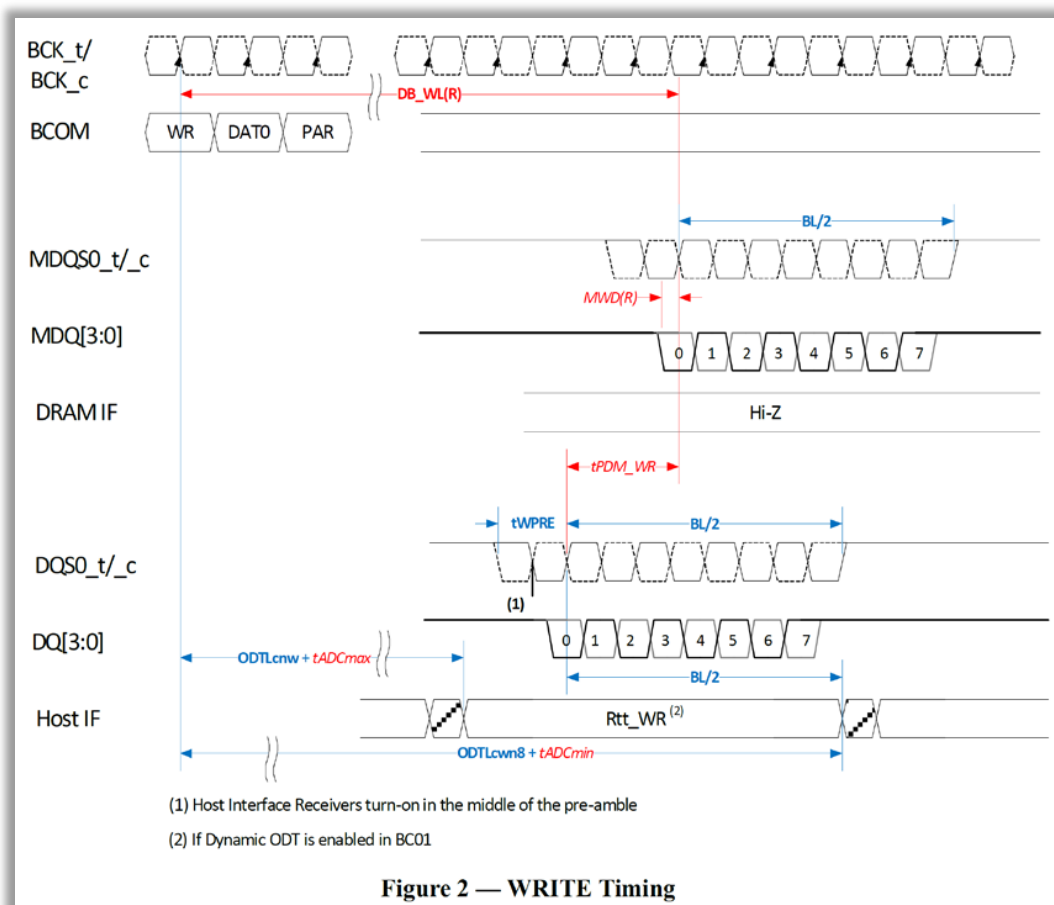 BCK_t/
BCK_c
DB_WL(R)
BCOM
WR DAT0 PAR
BL/2
MDQS0_t/_c
MWD(R)
MDQ[3:0]
0 1 2 3 4 5 6 7
DRAM IF
Hi-Z
tPDM_WR
tWPRE
BL/2
DQS0_t/_c
(1)
DQ[3:0]
0 1 2 3 4 5 6 7
ODTLcnw + tADCmax
BL/2
Host IF
Rtt_WR (2)
ODTLcwn8 + tADCmin
(1) Host Interface Receivers turn-on in the middle of the pre-amble
(2) If Dynamic ODT is enabled in BC01
Figure 2 — WRITE Timing